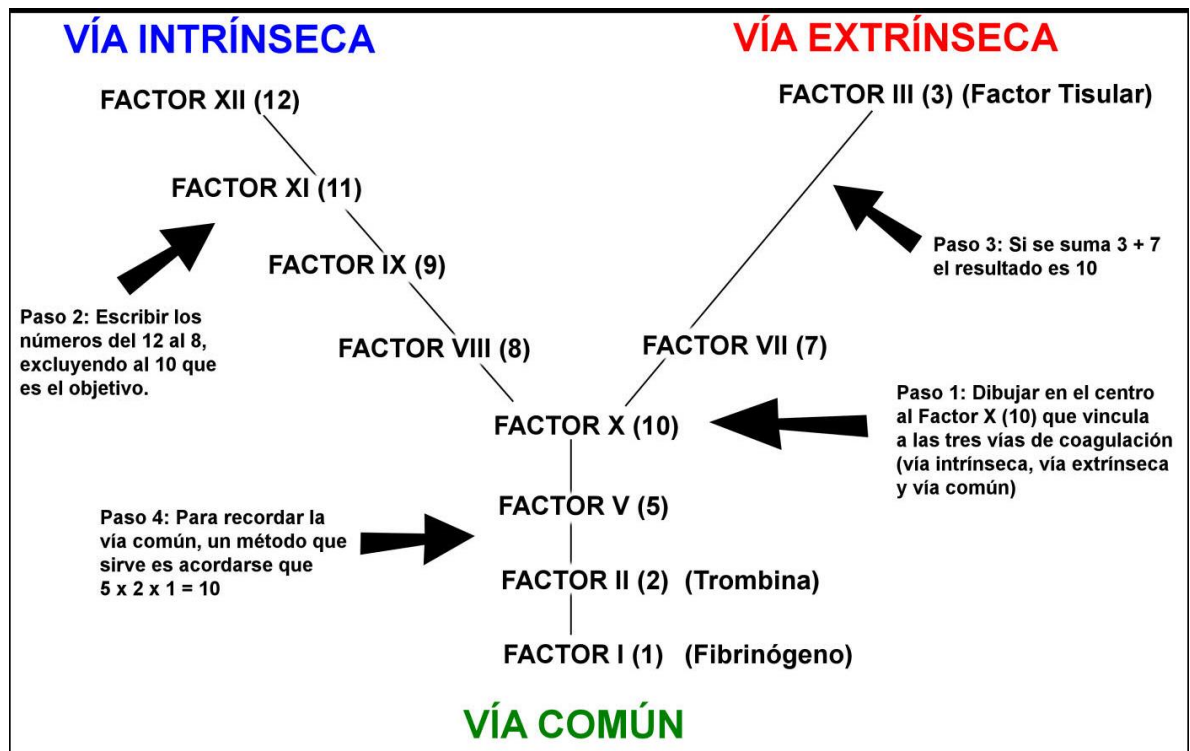 VÍA INTRÍNSECA
VÍA EXTRÍNSECA
FACTOR XII (12)
FACTOR III (3) (Factor Tisular)
FACTOR XI (11)
Paso 3: Si se suma 3 + 7
el resultado es 10
FACTOR IX (9)
Paso 2: Escribir los
números del 12 al 8,
excluyendo al 10 que
es el objetivo.
FACTOR VIII (8)
FACTOR VII (7)
Paso 1: Dibujar en el centro
al Factor X (10) que vincula
a las tres vías de coagulación
(vía intrínseca, vía extrínseca
y vía común)
FACTOR X (10)
FACTOR V (5)
Paso 4: Para recordar la
vía común, un método que
sirve es acordarse que
5 x 2 x 1 = 10
FACTOR II (2) (Trombina)
FACTOR I (1) (Fibrinógeno)
VÍA COMÚN